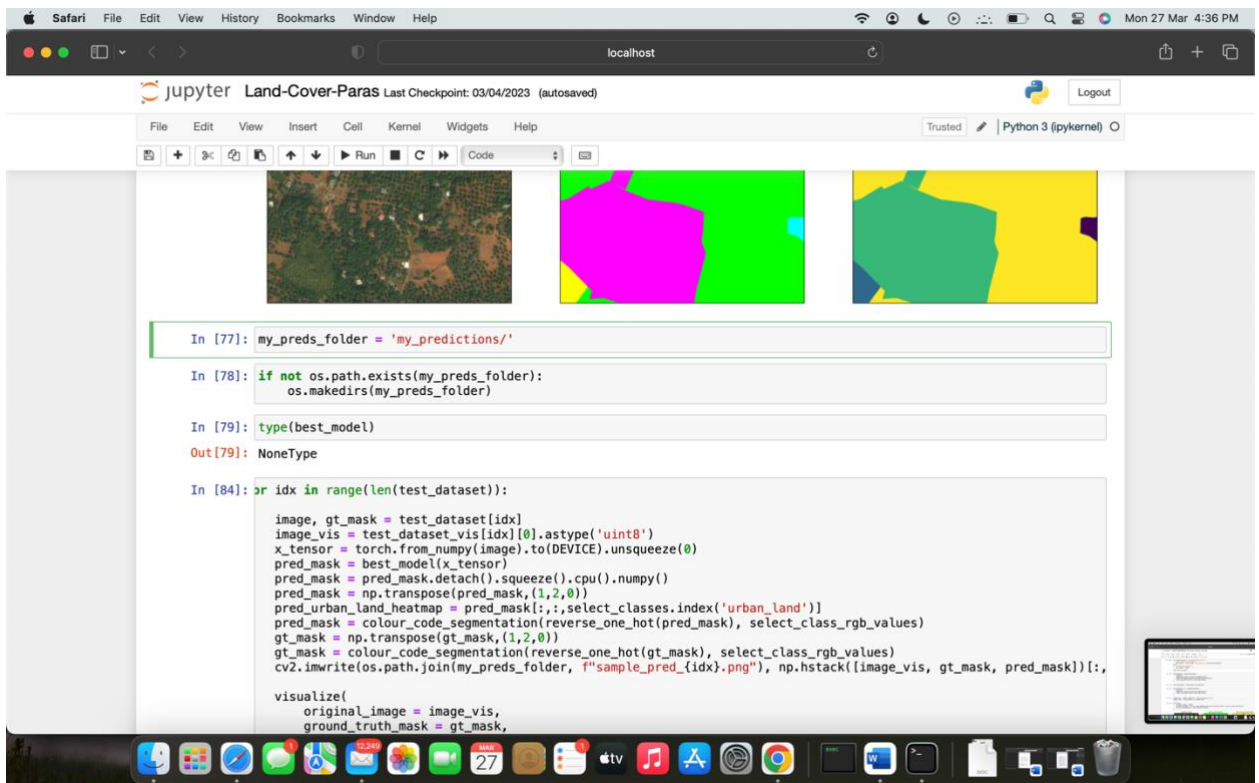 Safari File Edit View History Bookmarks Window Help Mon 27 Mar 4:36 PM
localhost
jupyter Land-Cover-Paras Last Checkpoint: 03/04/2023 (autosaved) Logout
File Edit View Insert Cell Kernel Widgets Help Trusted Python 3 (ipykernel)
Run Code
In [77]: my_preds_folder = 'my_predictions/'
In [78]: if not os.path.exists(my_preds_folder):
os.makedirs(my_preds_folder)
In [79]: type(best_model)
Out[79]: NoneType
In [84]: or idx in range(len(test_dataset)):
image, gt_mask = test_dataset[idx]
image_vis = test_dataset_vis[idx][0].astype('uint8')
x_tensor = torch.from_numpy(image).to(DEVICE).unsqueeze(0)
pred_mask = best_model(x_tensor)
pred_mask = pred_mask.detach().squeeze().cpu().numpy()
pred_mask = np.transpose(pred_mask,(1,2,0))
pred_urban_land_heatmap = pred_mask[:,:,select_classes.index('urban_land')]
pred_mask = colour_code_segmentation(reverse_one_hot(pred_mask), select_class_rgb_values)
gt_mask = np.transpose(gt_mask,(1,2,0))
gt_mask = colour_code_segmentation(reverse_one_hot(gt_mask), select_class_rgb_values)
cv2.imwrite(os.path.join(my_preds_folder, f"sample_pred_{idx}.png"), np.hstack([image_vis, gt_mask, pred_mask])[:,
visualize(
original_image = image_vis,
ground_truth_mask = gt_mask,
1 12,249 MAR 27 1 tv